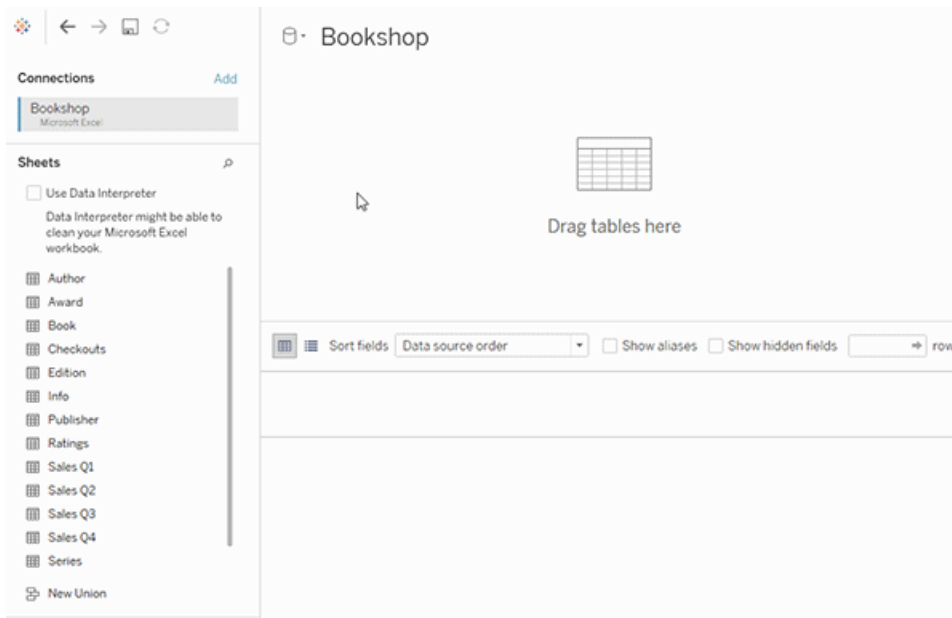 Bookshop
Connections
Add
Bookshop
Microsoft Excel
Sheets
Use Data Interpreter
Data Interpreter might be able to
clean your Microsoft Excel
workbook.
Author
Award
Book
Checkouts
Edition
Info
Publisher
Ratings
Sales Q1
Sales Q2
Sales Q3
Sales Q4
Series
New Union
Drag tables here
Sort fields
Data source order
Show aliases
Show hidden fields
row